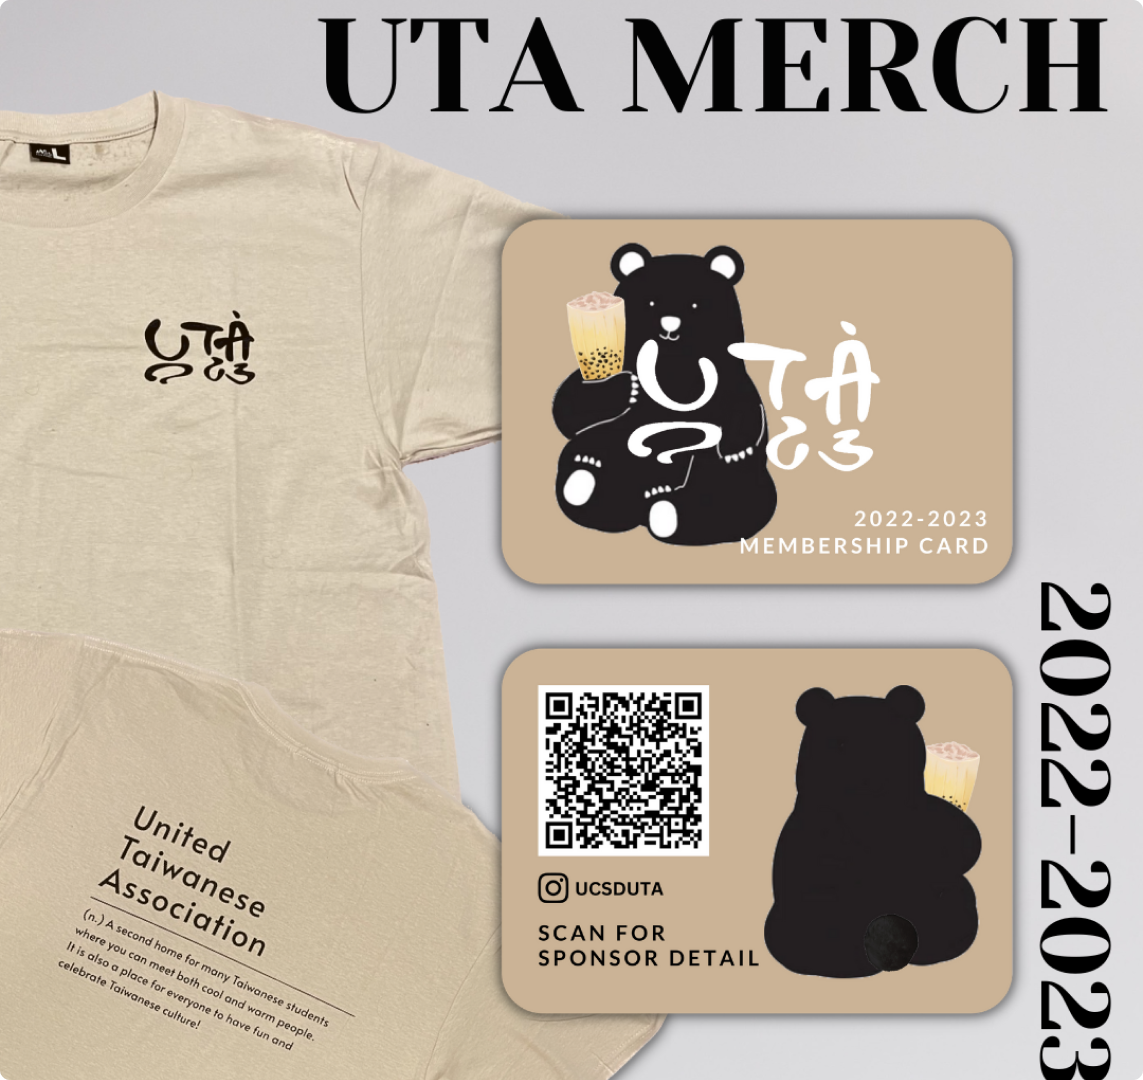 UTA MERCH
L
UTÀ
UTÀ
2022-2023
MEMBERSHIP CARD
2022-2023
UCSDUTA
SCAN FOR
SPONSOR DETAIL
United
Taiwanese
Association
(n.) A second home for many Taiwanese students
where you can meet both cool and warm people.
It is also a place for everyone to have fun and
celebrate Taiwanese culture!